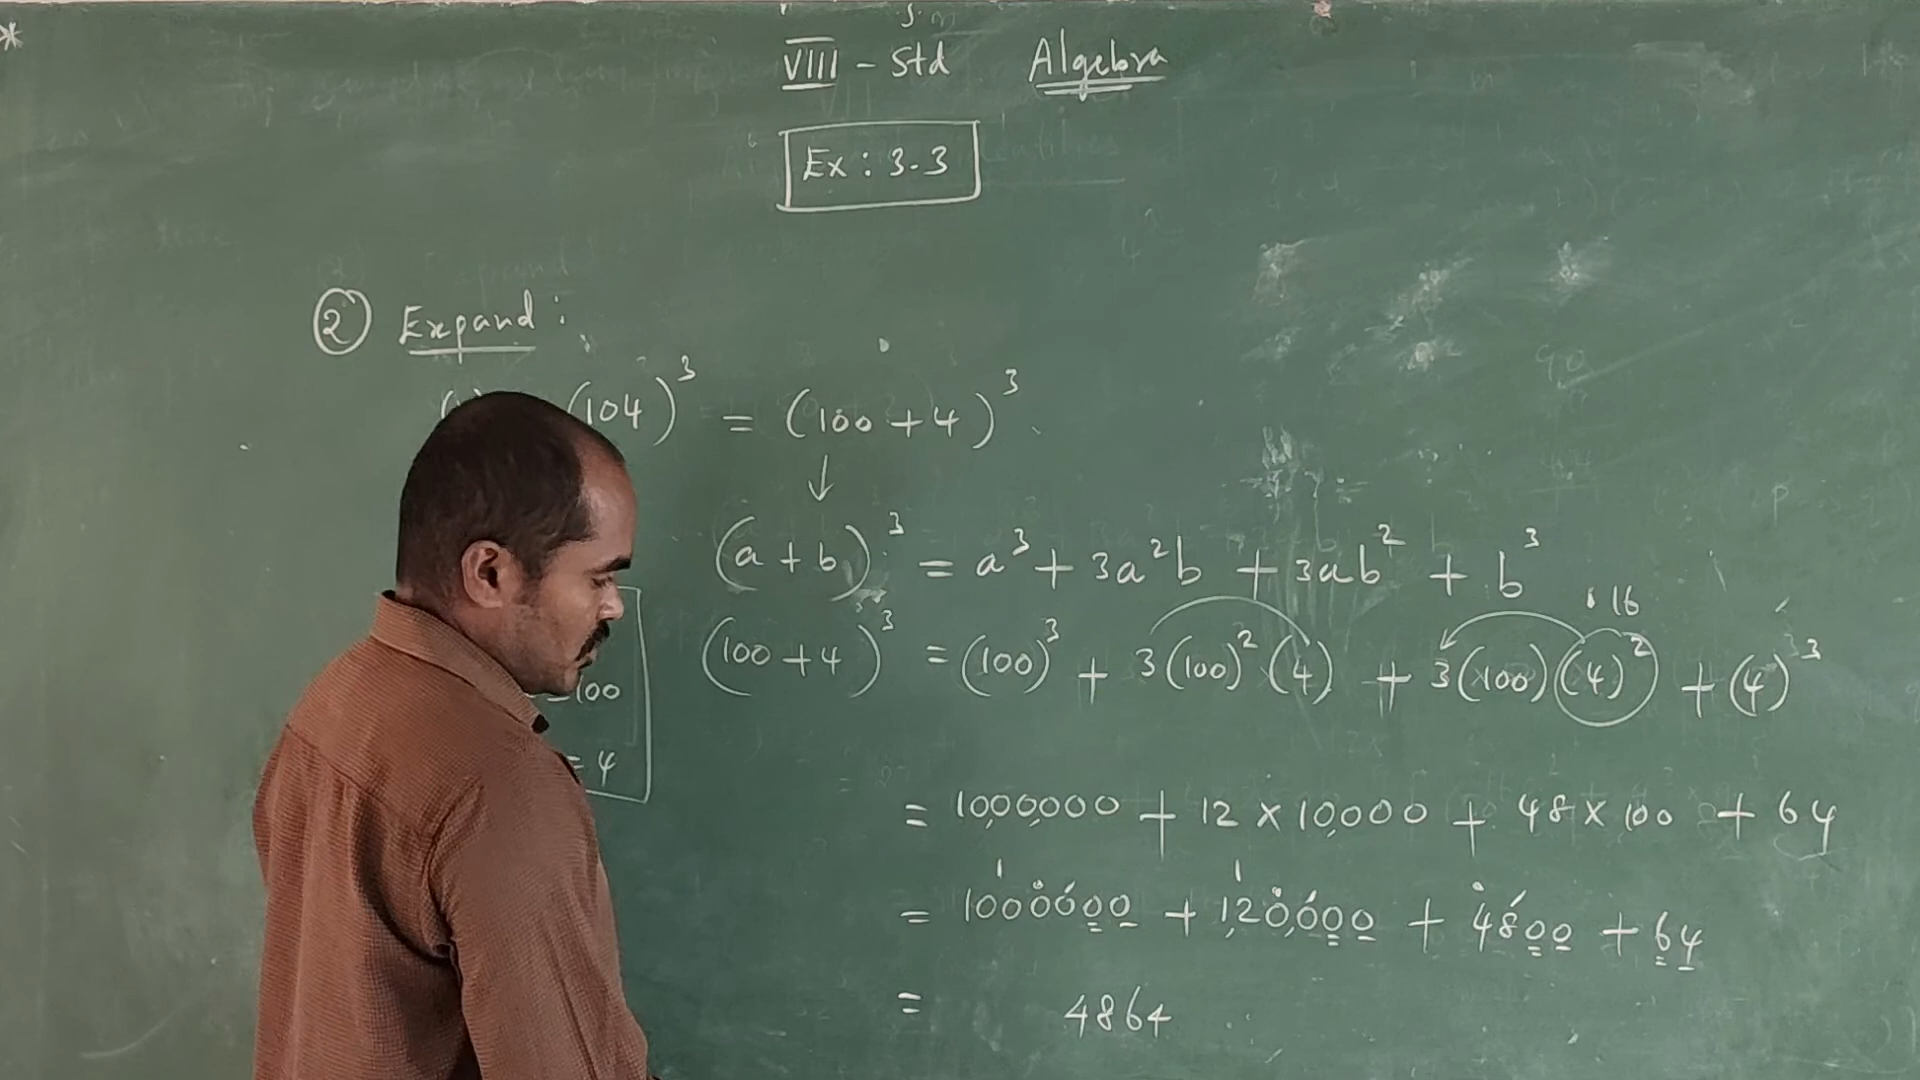 VIII - Std Algebra
Ex : 3.3
② Expand :
(104)³ = (100 + 4)³
↓
(a + b)³ = a³ + 3a²b + 3ab² + b³
16
(100 + 4)³ = (100)³ + 3(100)²(4) + 3(100)(4)² + (4)³
100
= 4
= 10,00,000 + 12 × 10,000 + 48 × 100 + 64
= 1000000 + 1,20,000 + 4800 + 64
= 4864